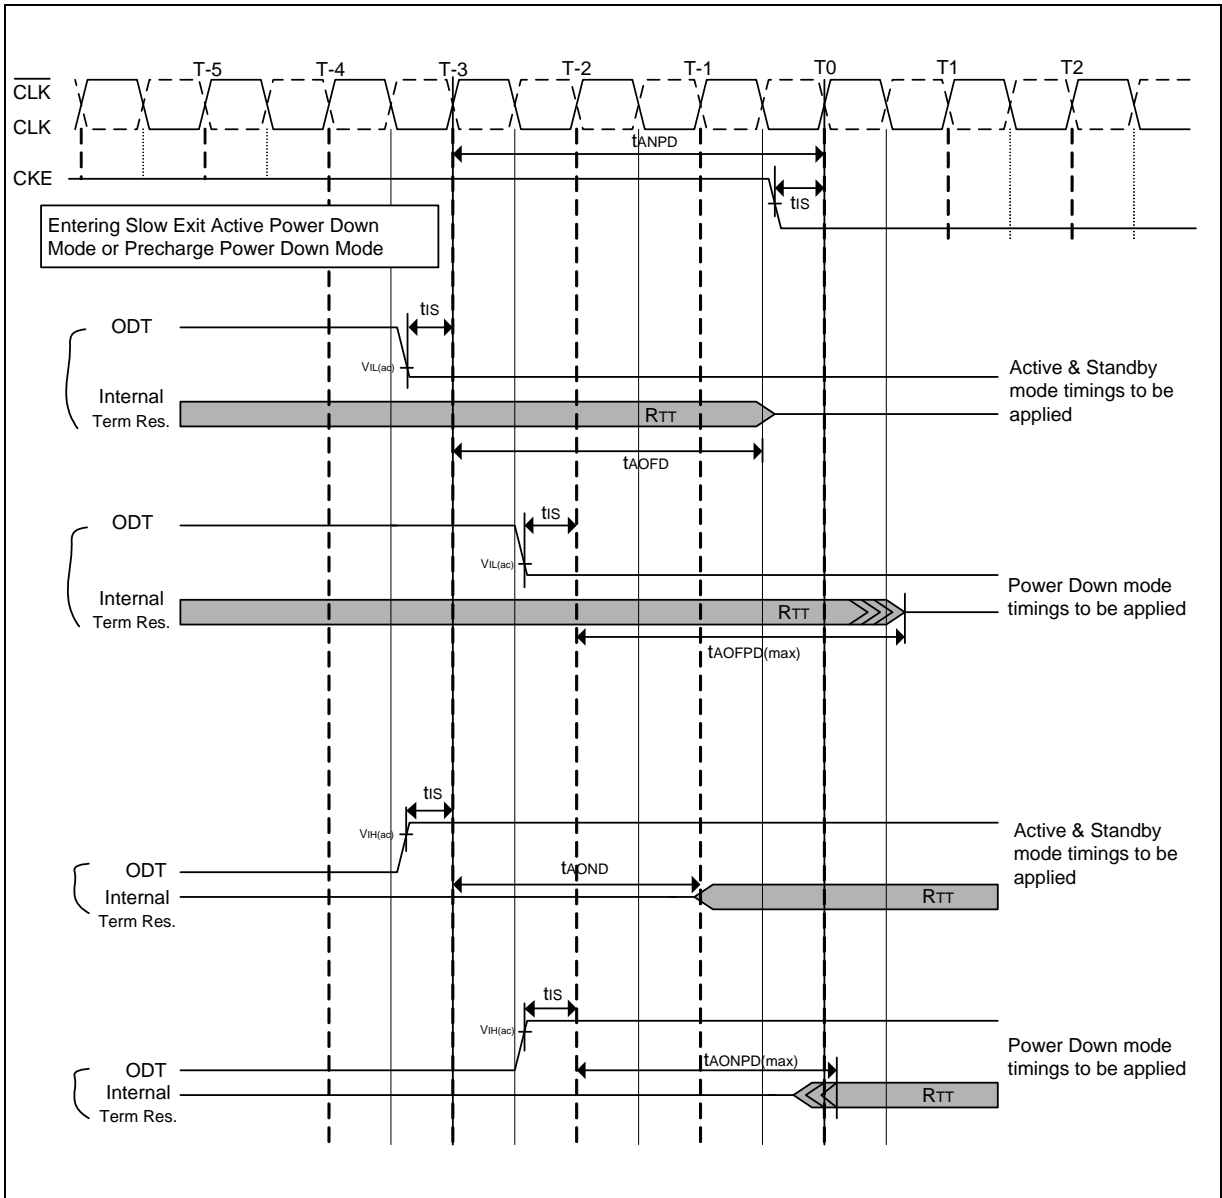 T-5 T-4 T-3 T-2 T-1 T0 T1 T2
CLK
CLK
tANPD
CKE
tIS
Entering Slow Exit Active Power Down
Mode or Precharge Power Down Mode
tIS
ODT
VIL(ac)
Active & Standby
mode timings to be
applied
Internal
Term Res.
RTT
tAOFD
tIS
ODT
VIL(ac)
Power Down mode
timings to be applied
Internal
Term Res.
RTT
tAOFPD(max)
tIS
VIH(ac)
Active & Standby
mode timings to be
applied
ODT
tAOND
Internal
Term Res.
RTT
tIS
VIH(ac)
Power Down mode
timings to be applied
tAONPD(max)
ODT
Internal
Term Res.
RTT